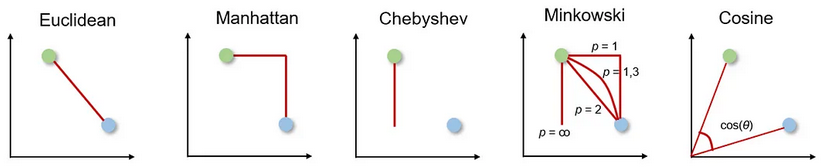 Euclidean
Manhattan
Chebyshev
Minkowski
Cosine
p = 1
p = 1,3
p = 2
p = ∞
cos(θ)